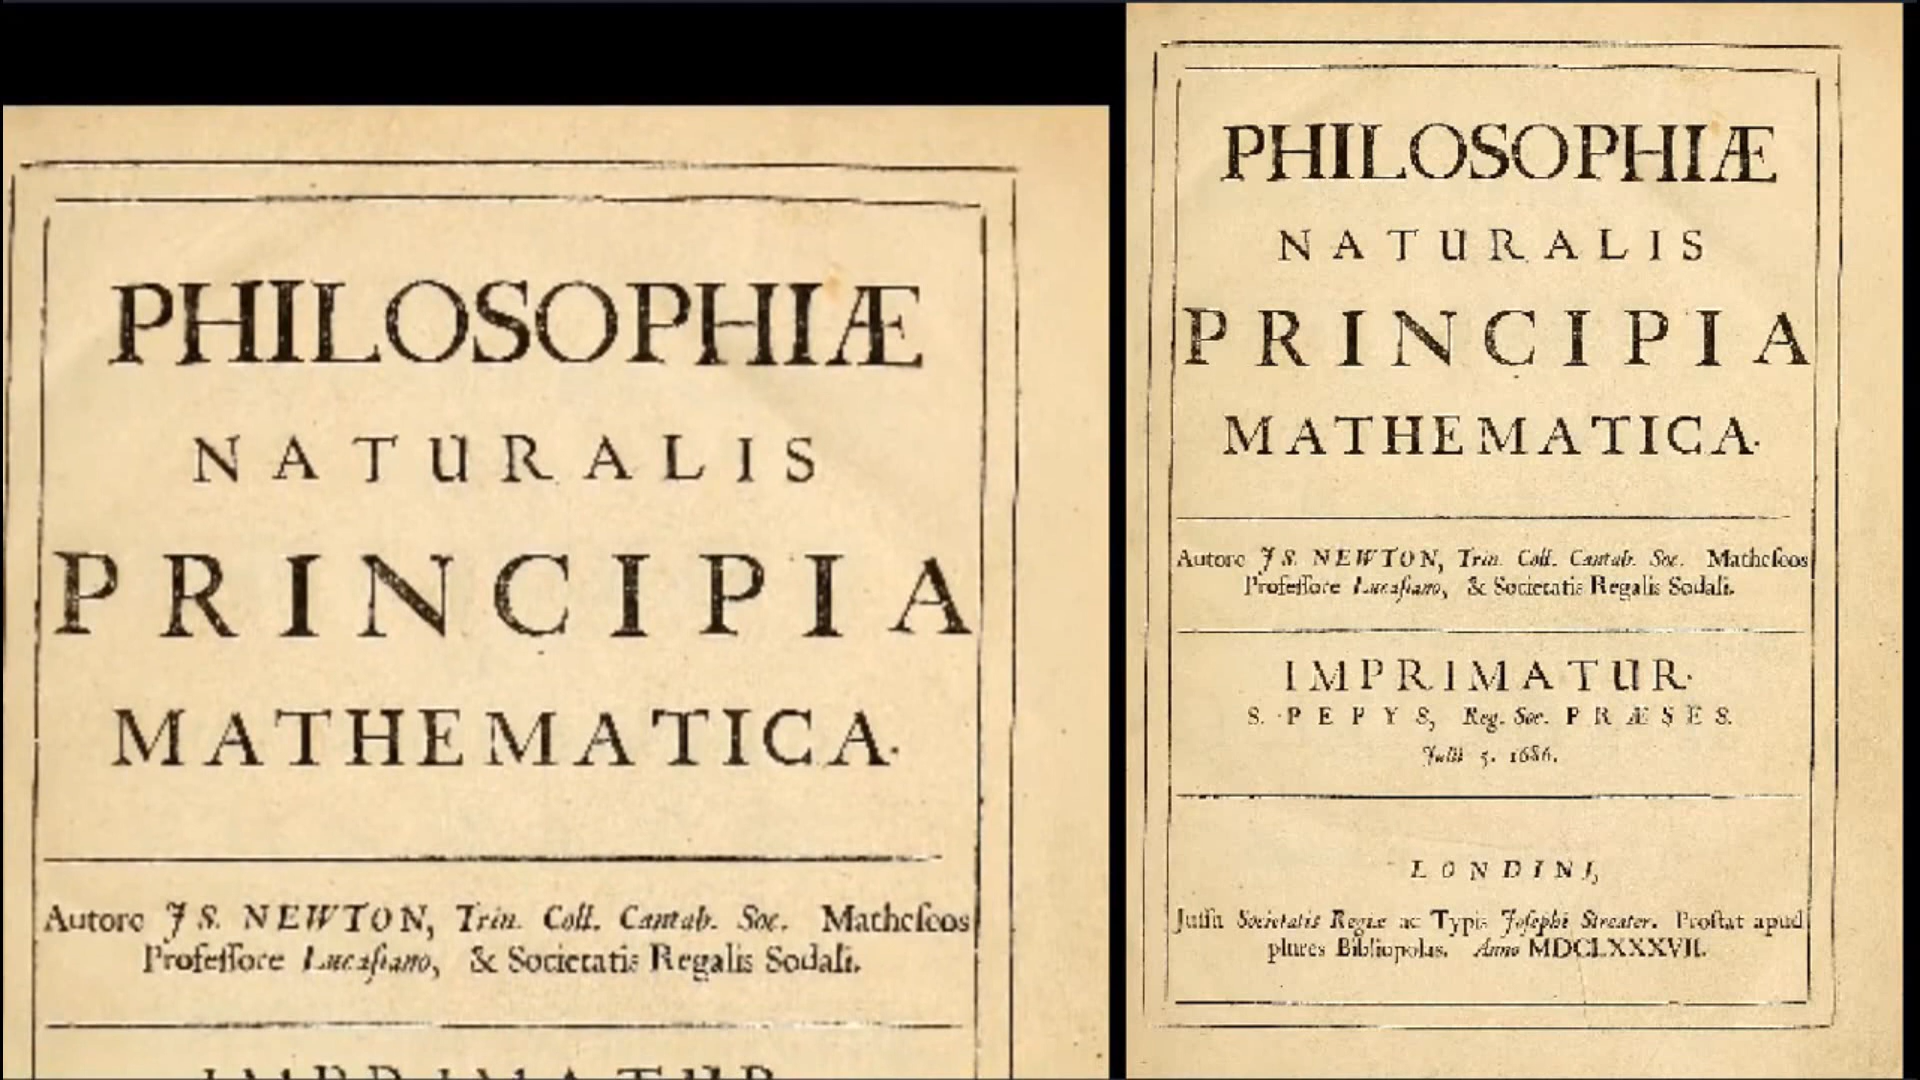 PHILOSOPHIÆ
NATURALIS
PRINCIPIA
MATHEMATICA.
Autore J S. NEWTON, Trin. Coll. Cantab. Soc. Matheſeos
Profeſſore Lucaſiano, & Societatis Regalis Sodali.
IMPRIMATUR
PHILOSOPHIÆ
NATURALIS
PRINCIPIA
MATHEMATICA.
Autore J S. NEWTON, Trin. Coll. Cantab. Soc. Matheſeos
Profeſſore Lucaſiano, & Societatis Regalis Sodali.
IMPRIMATUR.
S. PEPYS, Reg. Soc. PRÆSES.
Julii 5. 1686.
LONDINI,
Juſſu Societatis Regiæ ac Typis Joſephi Streater. Proſtat apud
plures Bibliopolas. Anno MDCLXXXVII.